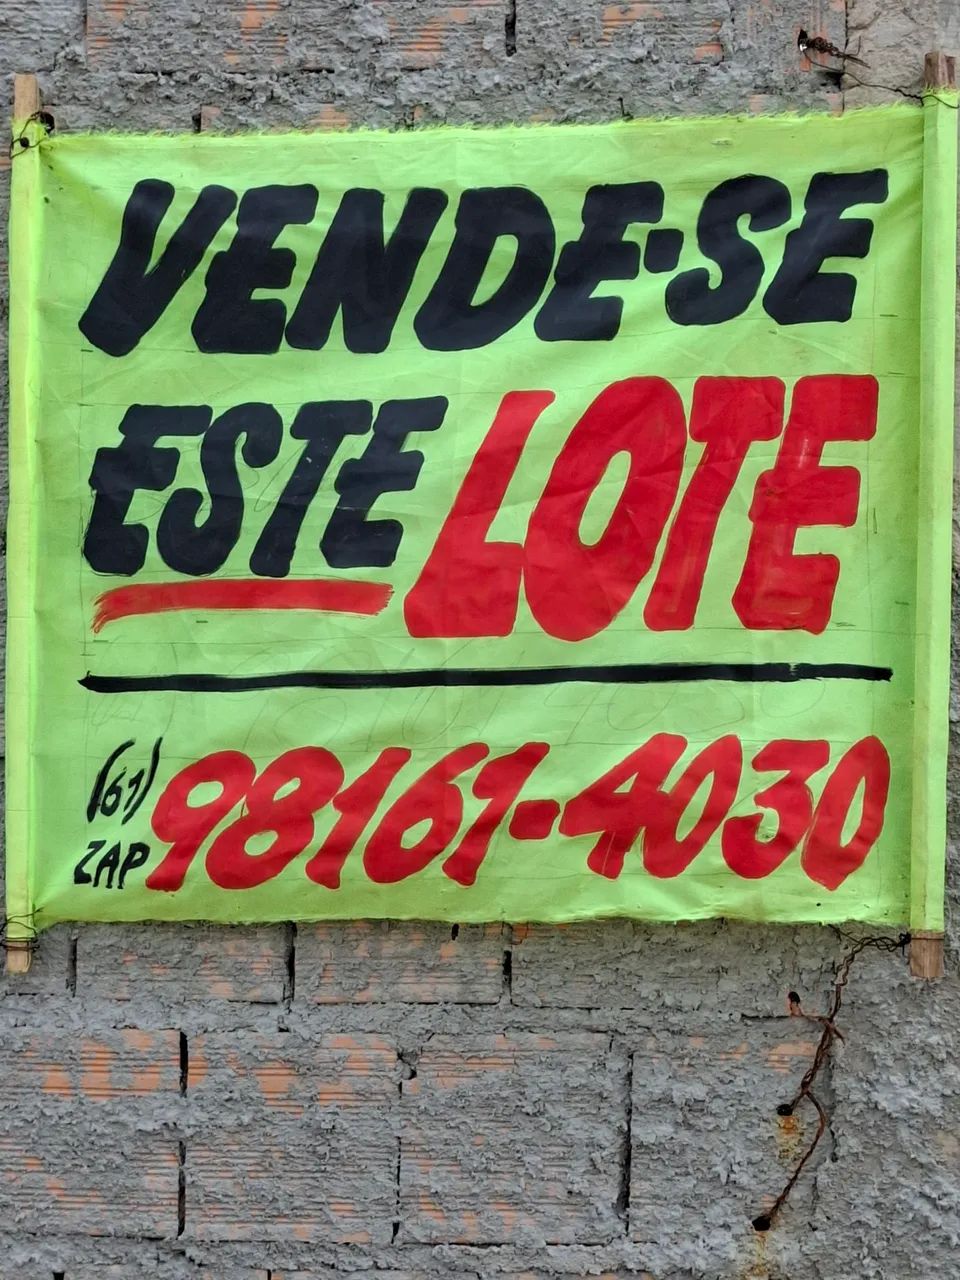 VENDE-SE
ESTE LOTE
(61) 98161-4030
ZAP